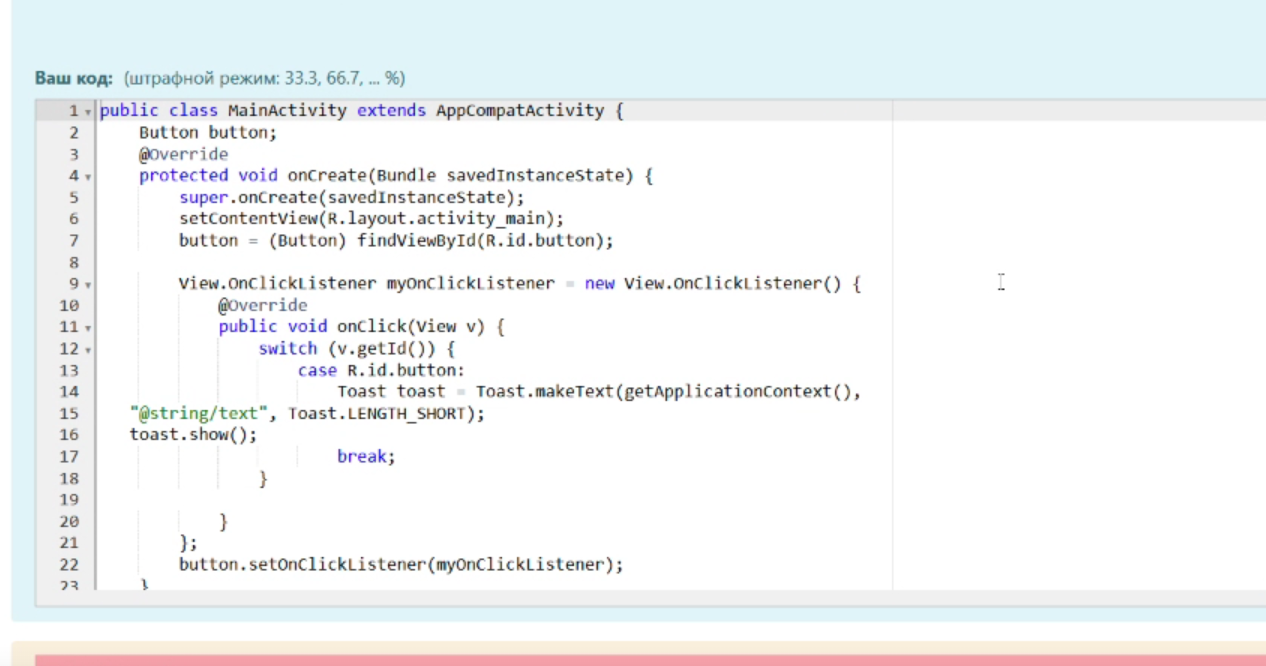 Ваш код: (штрафной режим: 33.3, 66.7, ... %)
1 public class MainActivity extends AppCompatActivity {
2 Button button;
3 @Override
4 protected void onCreate(Bundle savedInstanceState) {
5 super.onCreate(savedInstanceState);
6 setContentView(R.layout.activity_main);
7 button = (Button) findViewById(R.id.button);
8
9 View.OnClickListener myOnClickListener = new View.OnClickListener() {
10 @Override
11 public void onClick(View v) {
12 switch (v.getId()) {
13 case R.id.button:
14 Toast toast = Toast.makeText(getApplicationContext(),
15 "@string/text", Toast.LENGTH_SHORT);
16 toast.show();
17 break;
18 }
19
20 }
21 };
22 button.setOnClickListener(myOnClickListener);
23 }